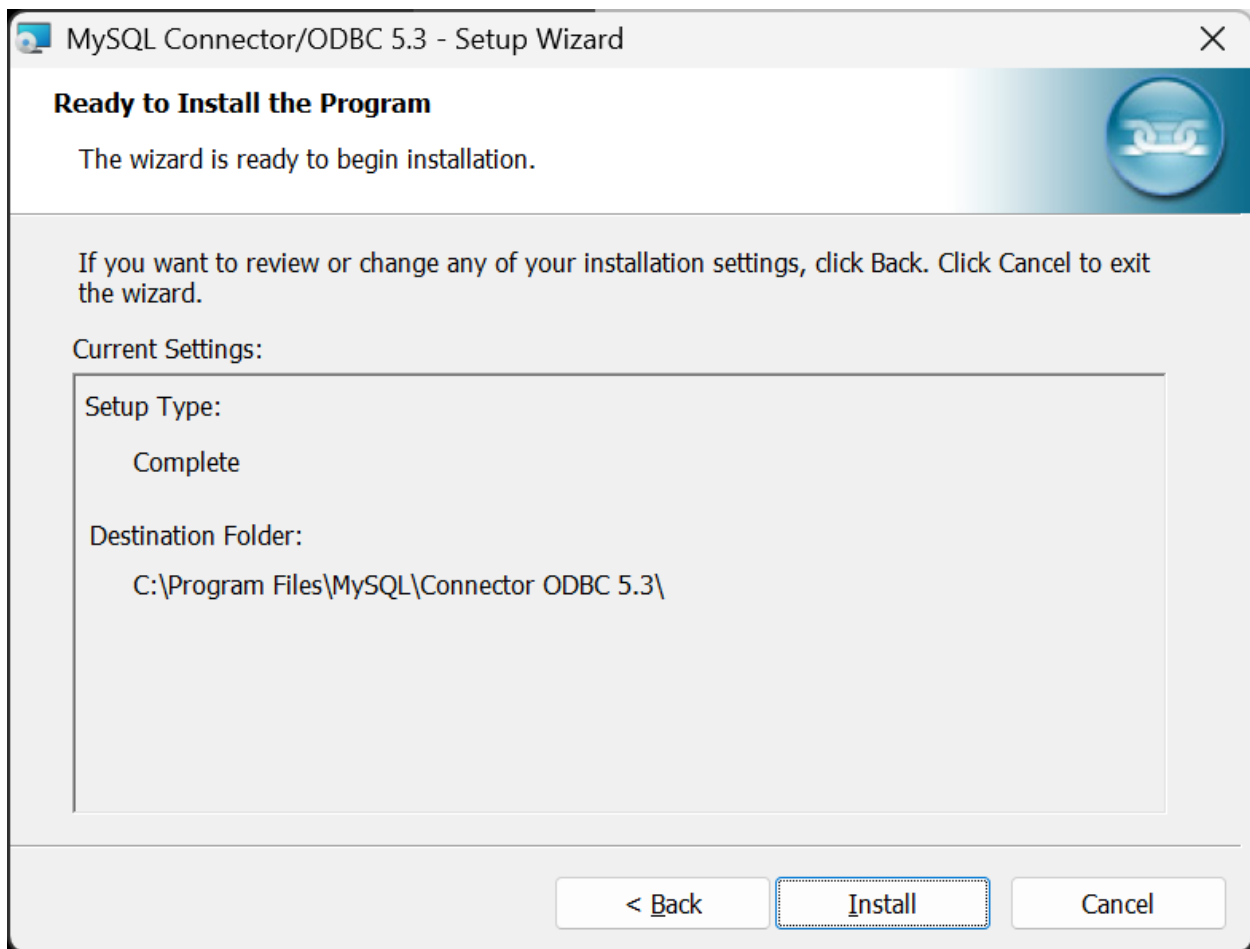 MySQL Connector/ODBC 5.3 - Setup Wizard
Ready to Install the Program
The wizard is ready to begin installation.
If you want to review or change any of your installation settings, click Back. Click Cancel to exit
the wizard.
Current Settings:
Setup Type:
Complete
Destination Folder:
C:\Program Files\MySQL\Connector ODBC 5.3\
< Back
Install
Cancel